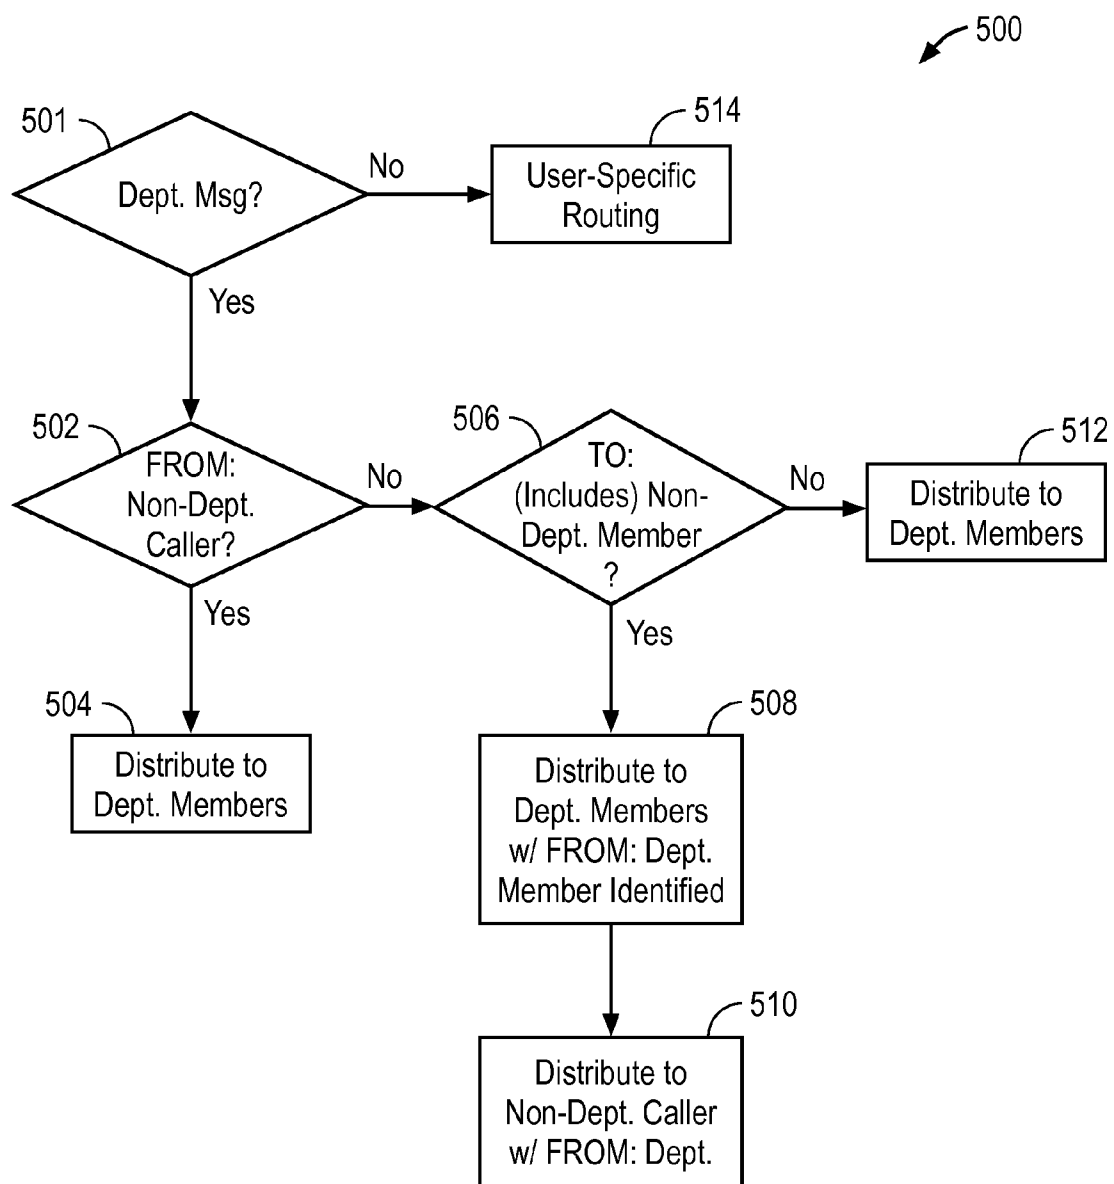 500
501
Dept. Msg?
No
514
User-Specific
Routing
Yes
502
FROM:
Non-Dept.
Caller?
No
506
TO:
(Includes) Non-
Dept. Member
?
No
512
Distribute to
Dept. Members
Yes
504
Distribute to
Dept. Members
Yes
508
Distribute to
Dept. Members
w/ FROM: Dept.
Member Identified
510
Distribute to
Non-Dept. Caller
w/ FROM: Dept.